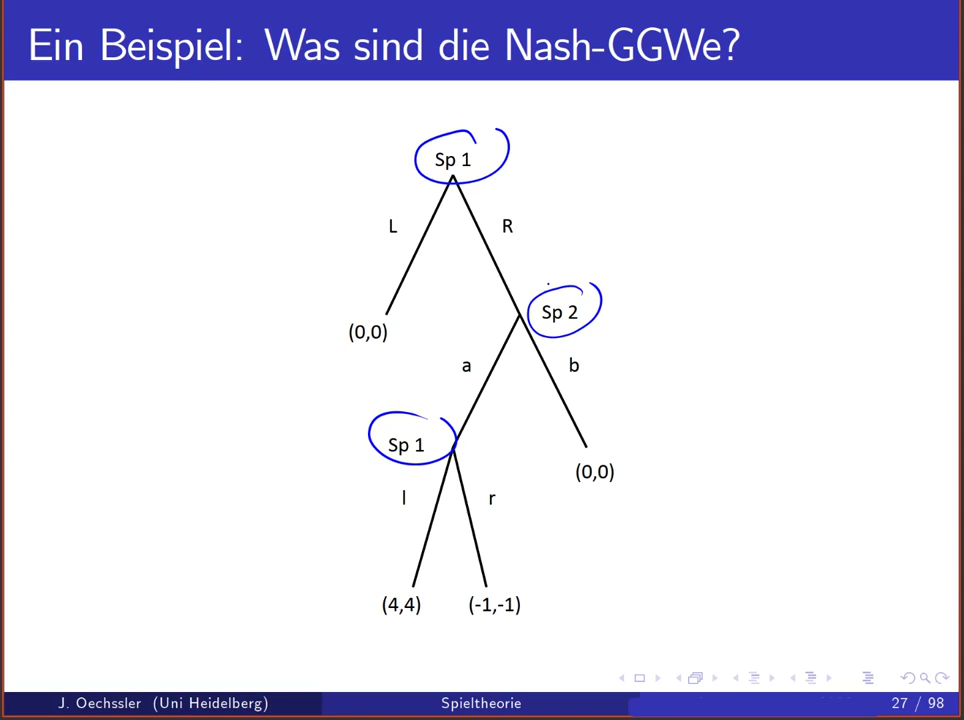 Ein Beispiel: Was sind die Nash-GGWe?
Sp 1
L
R
(0,0)
Sp 2
a
b
Sp 1
(0,0)
l
r
(4,4)
(-1,-1)
J. Oechssler (Uni Heidelberg)
Spieltheorie
27 / 98